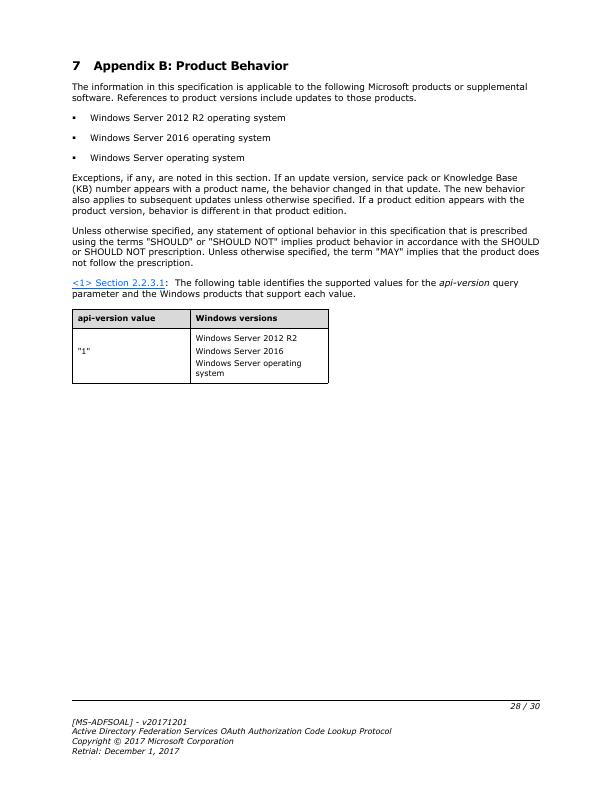 7 Appendix B: Product Behavior
The information in this specification is applicable to the following Microsoft products or supplemental
software. References to product versions include updates to those products.
▪ Windows Server 2012 R2 operating system
▪ Windows Server 2016 operating system
▪ Windows Server operating system
Exceptions, if any, are noted in this section. If an update version, service pack or Knowledge Base
(KB) number appears with a product name, the behavior changed in that update. The new behavior
also applies to subsequent updates unless otherwise specified. If a product edition appears with the
product version, behavior is different in that product edition.
Unless otherwise specified, any statement of optional behavior in this specification that is prescribed
using the terms "SHOULD" or "SHOULD NOT" implies product behavior in accordance with the SHOULD
or SHOULD NOT prescription. Unless otherwise specified, the term "MAY" implies that the product does
not follow the prescription.
<1> Section 2.2.3.1: The following table identifies the supported values for the api-version query
parameter and the Windows products that support each value.
api-version value Windows versions
Windows Server 2012 R2
"1" Windows Server 2016
Windows Server operating
system
28 / 30
[MS-ADFSOAL] - v20171201
Active Directory Federation Services OAuth Authorization Code Lookup Protocol
Copyright © 2017 Microsoft Corporation
Retrial: December 1, 2017